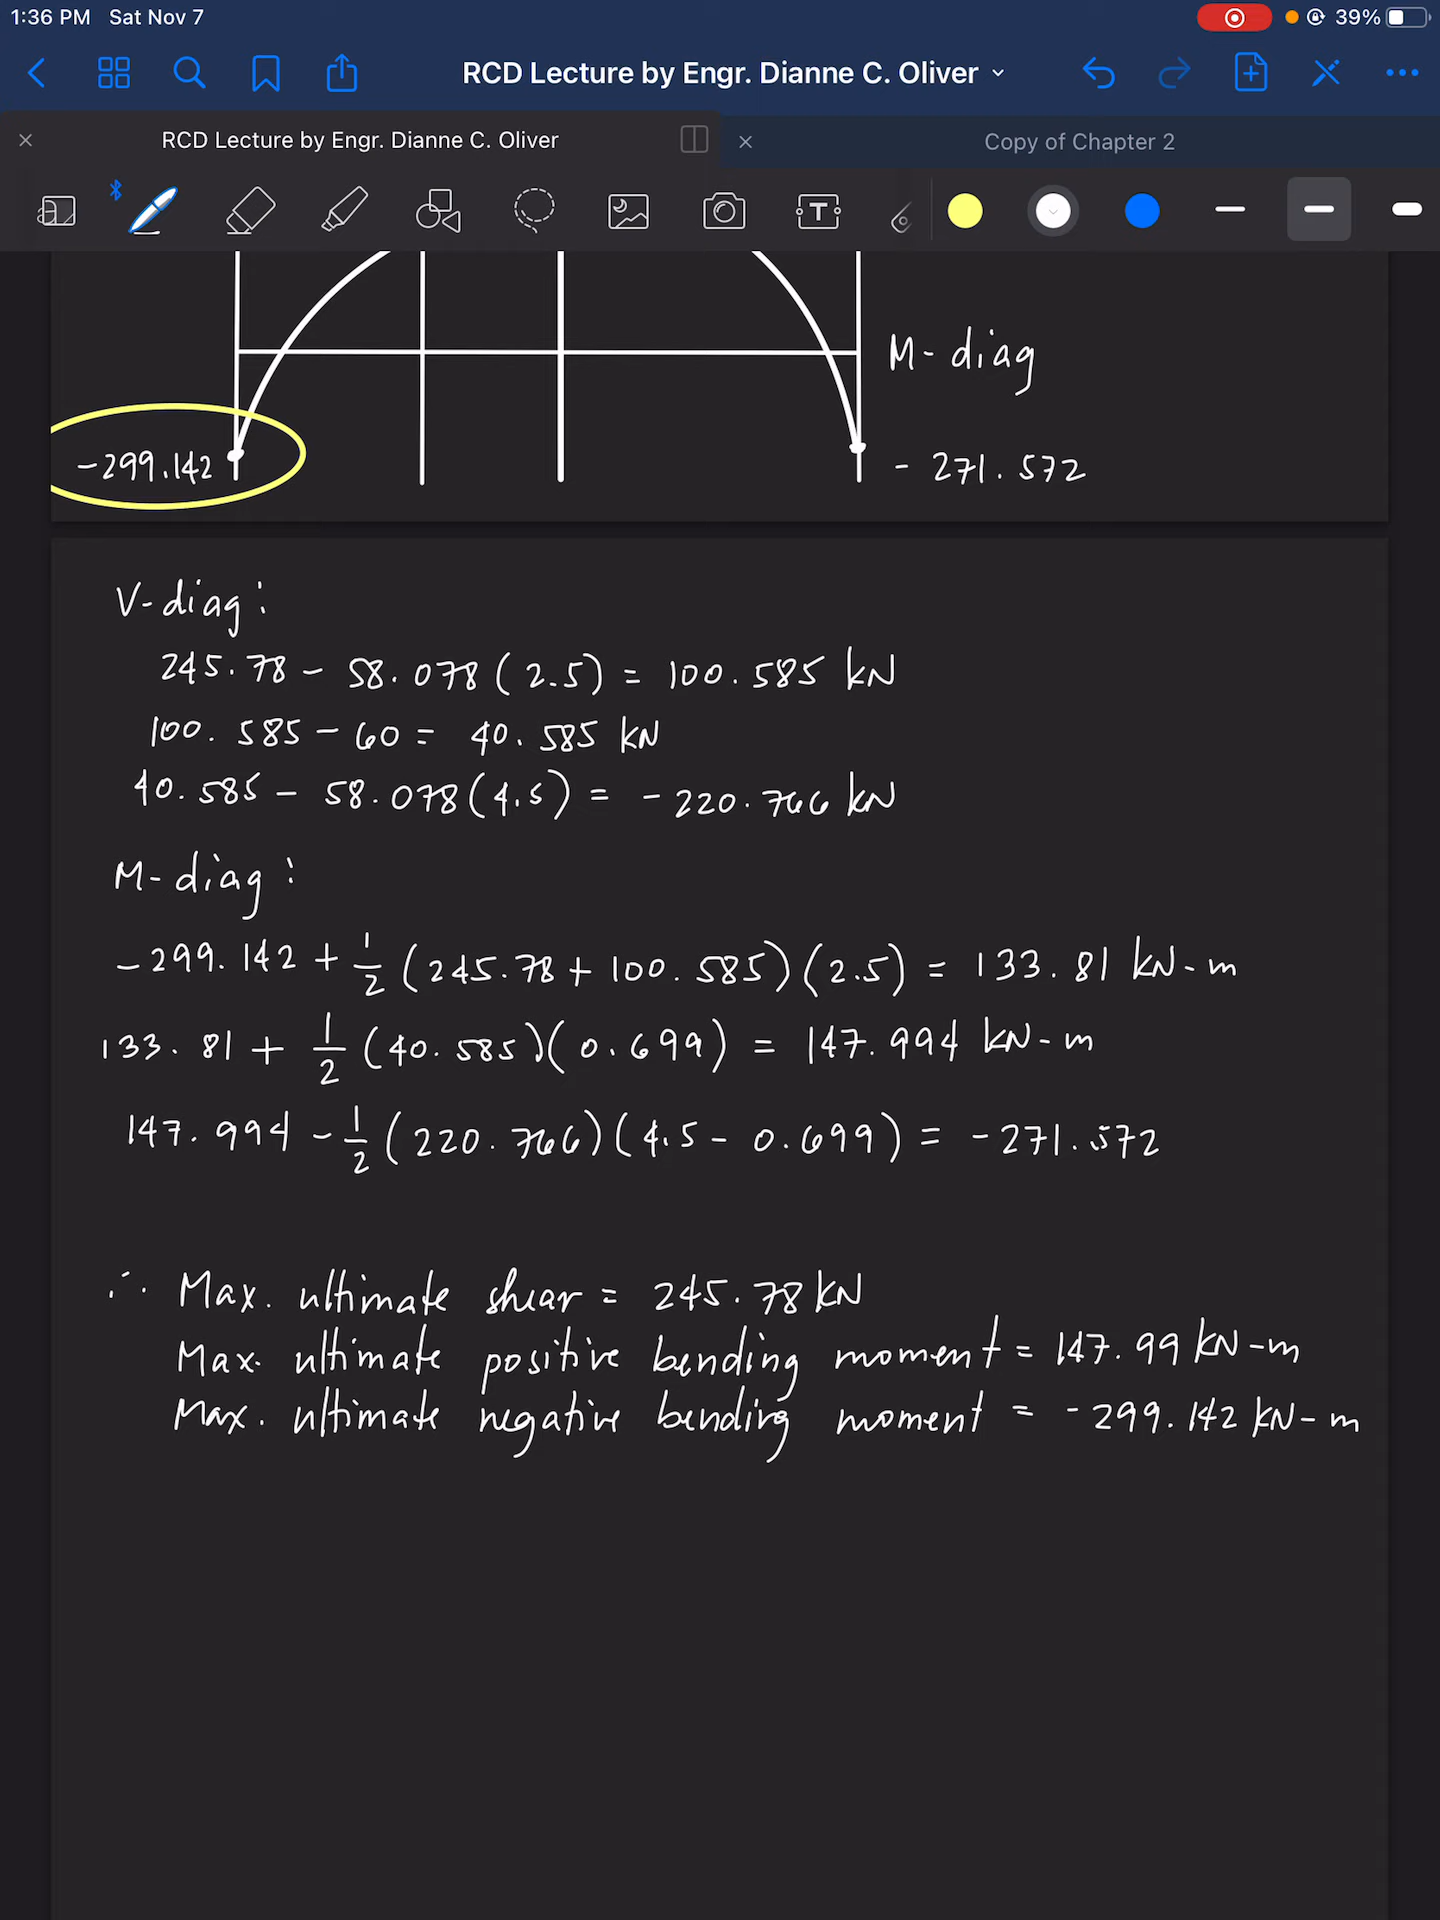 1:36 PM Sat Nov 7 39%
RCD Lecture by Engr. Dianne C. Oliver
RCD Lecture by Engr. Dianne C. Oliver
Copy of Chapter 2
T
M-diag
-299.142
- 271.572
V-diag:
245.78 - 58.078(2.5) = 100.585 kN
100.585 - 60 = 40.585 kN
40.585 - 58.078(4.5) = -220.766 kN
M-diag:
-299.142 + 1/2 (245.78 + 100.585)(2.5) = 133.81 kN-m
133.81 + 1/2 (40.585)(0.699) = 147.994 kN-m
147.994 - 1/2 (220.766)(4.5 - 0.699) = -271.572
∴ Max. ultimate shear = 245.78 kN
Max. ultimate positive bending moment = 147.99 kN-m
Max. ultimate negative bending moment = -299.142 kN-m